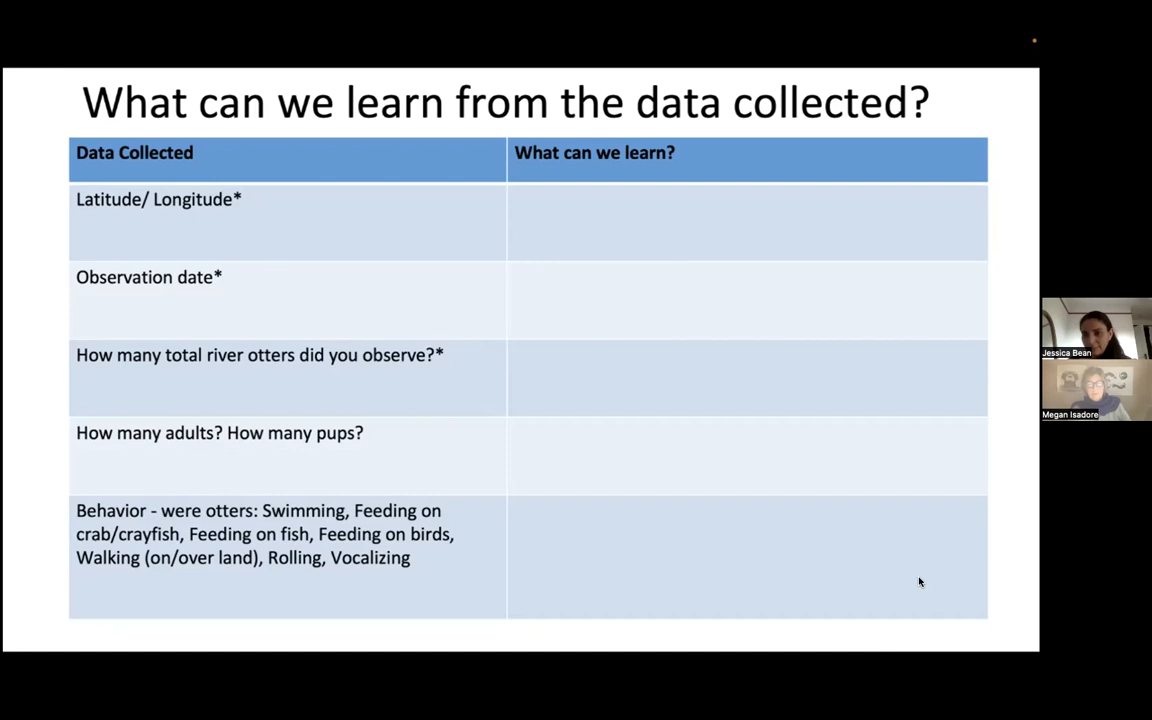 What can we learn from the data collected?
Data Collected
What can we learn?
Latitude/ Longitude*
Observation date*
How many total river otters did you observe?*
How many adults? How many pups?
Behavior - were otters: Swimming, Feeding on
crab/crayfish, Feeding on fish, Feeding on birds,
Walking (on/over land), Rolling, Vocalizing
Jessica Bean
Megan Isadore